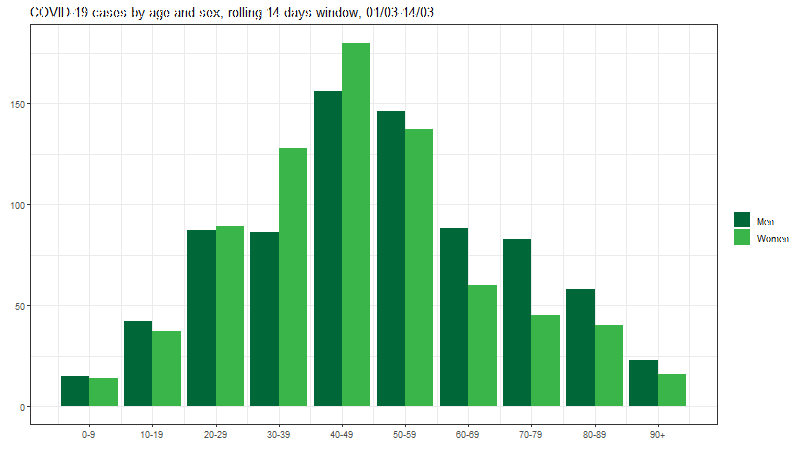 COVID-19 cases by age and sex, rolling 14 days window, 01/03-14/03
150
100
50
0
Men
Women
0-9 10-19 20-29 30-39 40-49 50-59 60-69 70-79 80-89 90+